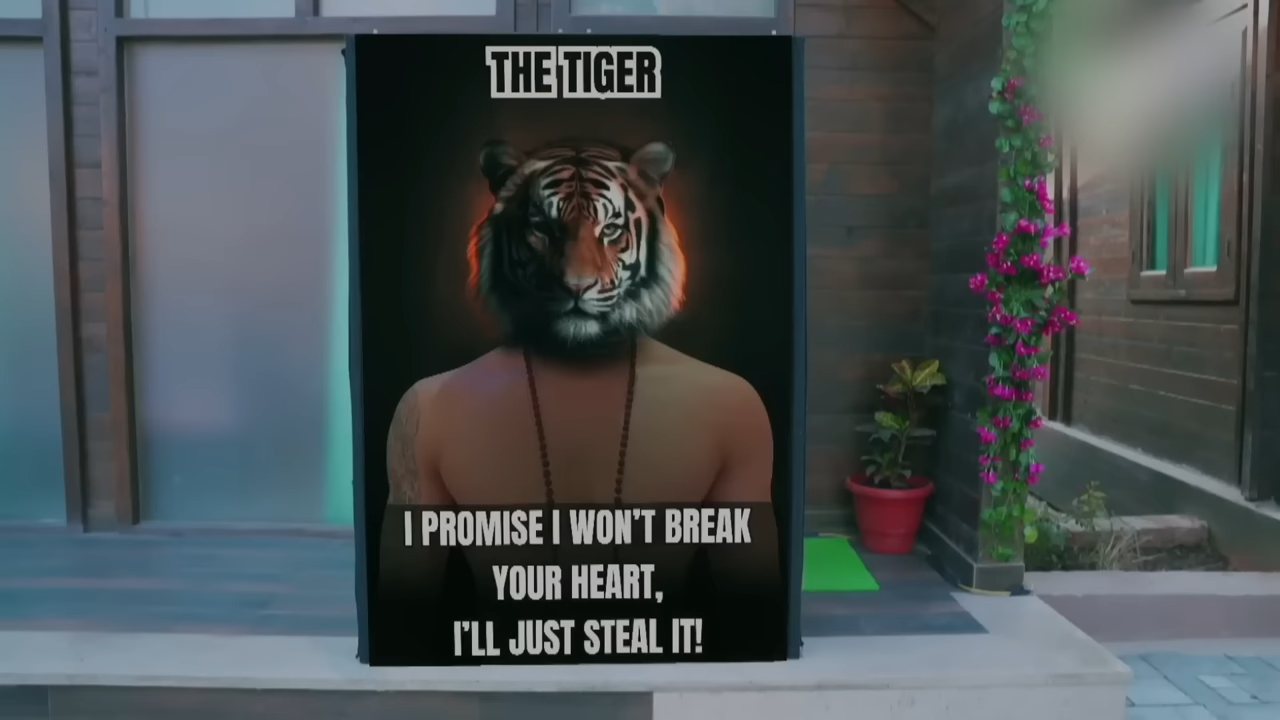 THE TIGER
I PROMISE I WON'T BREAK
YOUR HEART,
I'LL JUST STEAL IT!